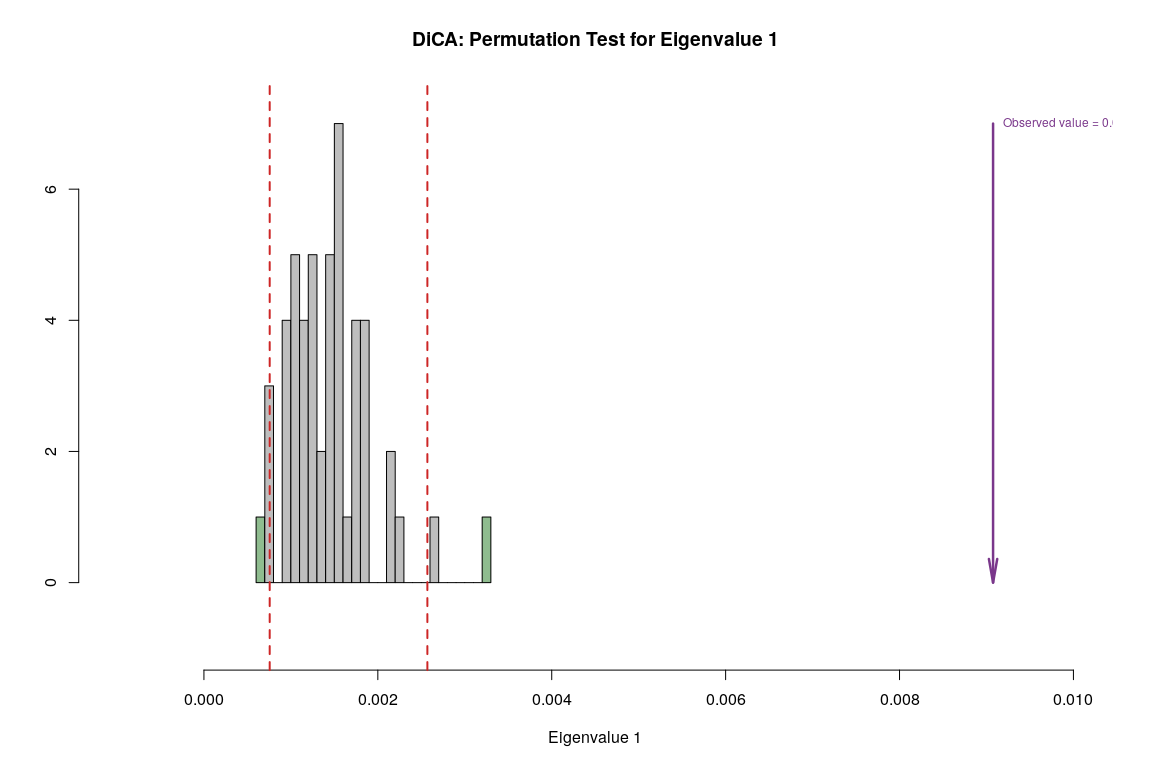 DiCA: Permutation Test for Eigenvalue 1
Observed value = 0.
6
4
2
0
0.000 0.002 0.004 0.006 0.008 0.010
Eigenvalue 1